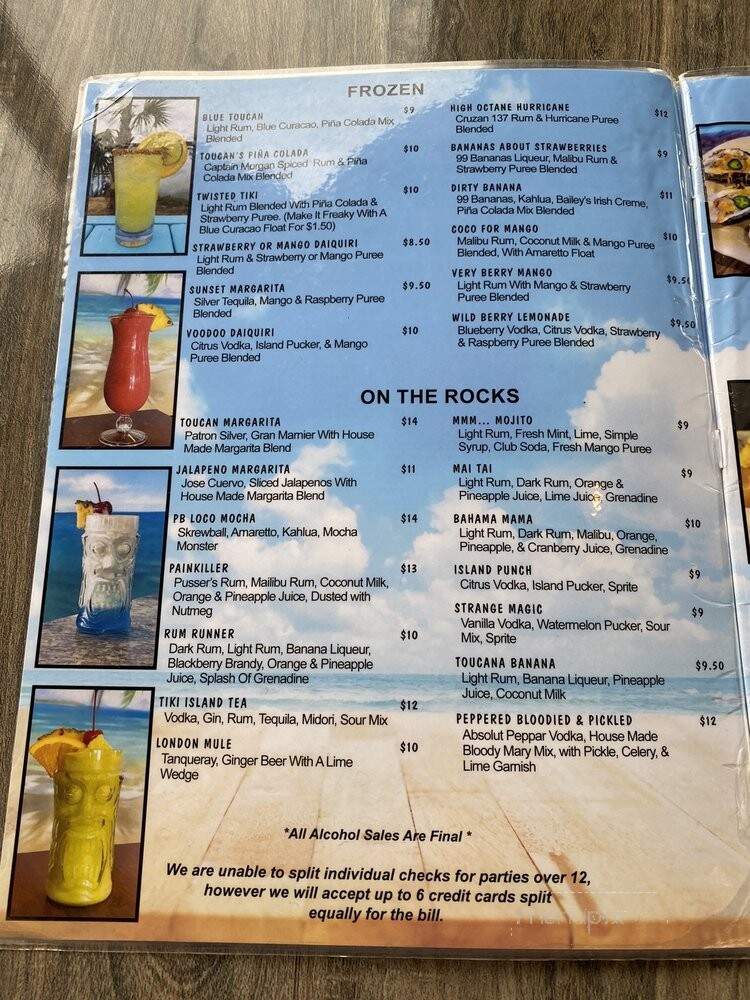 FROZEN
BLUE TOUCAN $9
Light Rum, Blue Curacao, Piña Colada Mix
Blended
TOUCAN'S PIÑA COLADA $10
Captain Morgan Spiced Rum & Piña
Colada Mix Blended
TWISTED TIKI $10
Light Rum Blended With Piña Colada &
Strawberry Puree. (Make It Freaky With A
Blue Curacao Float For $1.50)
STRAWBERRY OR MANGO DAIQUIRI $8.50
Light Rum & Strawberry or Mango Puree
Blended
SUNSET MARGARITA $9.50
Silver Tequila, Mango & Raspberry Puree
Blended
VOODOO DAIQUIRI $10
Citrus Vodka, Island Pucker, & Mango
Puree Blended
HIGH OCTANE HURRICANE $12
Cruzan 137 Rum & Hurricane Puree
Blended
BANANAS ABOUT STRAWBERRIES $9
99 Bananas Liqueur, Malibu Rum &
Strawberry Puree Blended
DIRTY BANANA $11
99 Bananas, Kahlua, Bailey's Irish Creme,
Piña Colada Mix Blended
COCO FOR MANGO $10
Malibu Rum, Coconut Milk & Mango Puree
Blended, With Amaretto Float
VERY BERRY MANGO $9.50
Light Rum With Mango & Strawberry
Puree Blended
WILD BERRY LEMONADE $9.50
Blueberry Vodka, Citrus Vodka, Strawberry
& Raspberry Puree Blended
ON THE ROCKS
TOUCAN MARGARITA $14
Patron Silver, Gran Marnier With House
Made Margarita Blend
JALAPENO MARGARITA $11
Jose Cuervo, Sliced Jalapenos With
House Made Margarita Blend
PB LOCO MOCHA $14
Skrewball, Amaretto, Kahlua, Mocha
Monster
PAINKILLER $13
Pusser's Rum, Mailibu Rum, Coconut Milk,
Orange & Pineapple Juice, Dusted with
Nutmeg
RUM RUNNER $10
Dark Rum, Light Rum, Banana Liqueur,
Blackberry Brandy, Orange & Pineapple
Juice, Splash Of Grenadine
TIKI ISLAND TEA $12
Vodka, Gin, Rum, Tequila, Midori, Sour Mix
LONDON MULE $10
Tanqueray, Ginger Beer With A Lime
Wedge
MMM... MOJITO $9
Light Rum, Fresh Mint, Lime, Simple
Syrup, Club Soda, Fresh Mango Puree
MAI TAI $9
Light Rum, Dark Rum, Orange &
Pineapple Juice, Lime Juice, Grenadine
BAHAMA MAMA $10
Light Rum, Dark Rum, Malibu, Orange,
Pineapple, & Cranberry Juice, Grenadine
ISLAND PUNCH $9
Citrus Vodka, Island Pucker, Sprite
STRANGE MAGIC $9
Vanilla Vodka, Watermelon Pucker, Sour
Mix, Sprite
TOUCANA BANANA $9.50
Light Rum, Banana Liqueur, Pineapple
Juice, Coconut Milk
PEPPERED BLOODIED & PICKLED $12
Absolut Peppar Vodka, House Made
Bloody Mary Mix, with Pickle, Celery, &
Lime Garnish
*All Alcohol Sales Are Final *
We are unable to split individual checks for parties over 12,
however we will accept up to 6 credit cards split
equally for the bill.
menupix